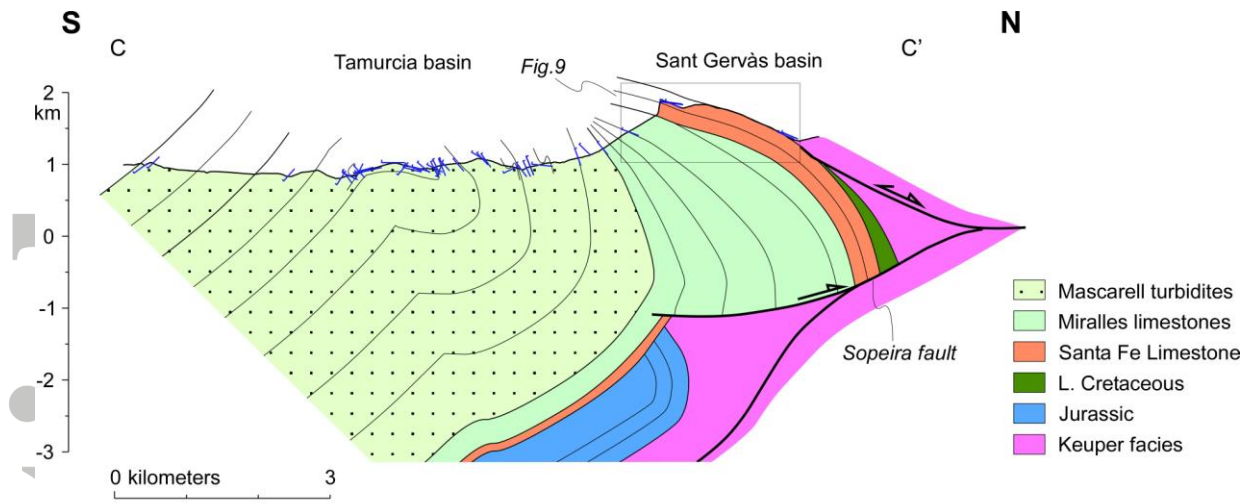 S
N
C
C'
Tamurcia basin
Fig.9
Sant Gervàs basin
2
km
1
0
-1
-2
-3
Sopeira fault
Mascarell turbidites
Miralles limestones
Santa Fe Limestone
L. Cretaceous
Jurassic
Keuper facies
0 kilometers 3